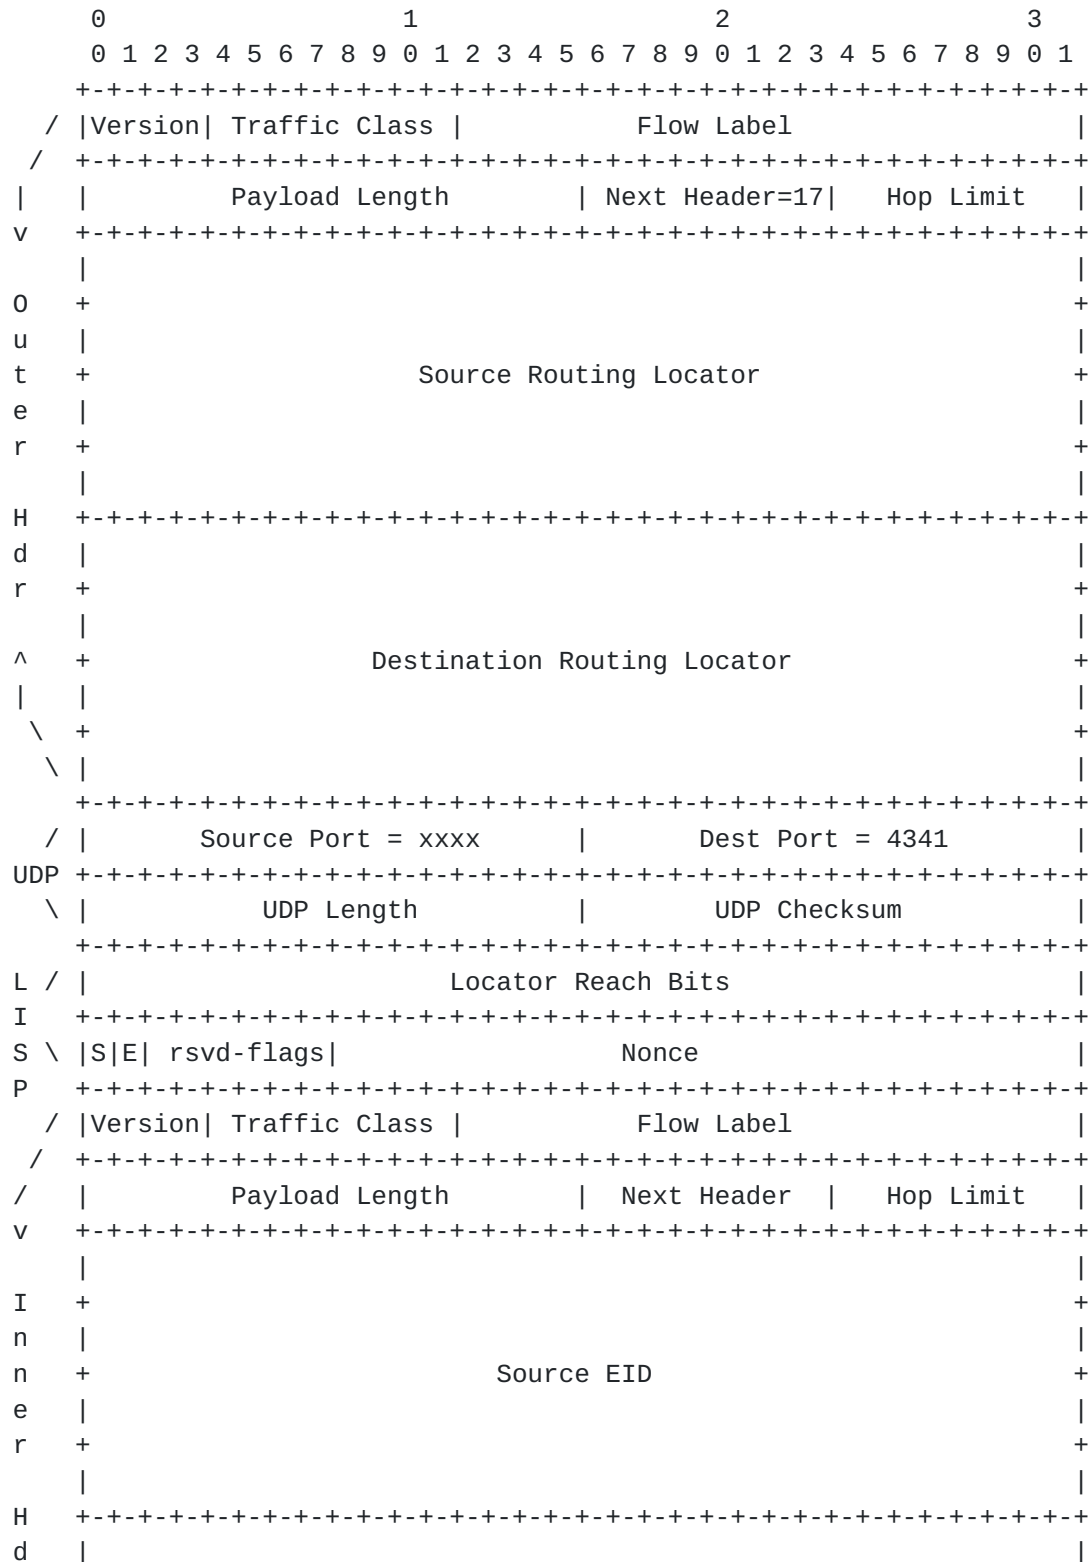 0                   1                   2                   3
      0 1 2 3 4 5 6 7 8 9 0 1 2 3 4 5 6 7 8 9 0 1 2 3 4 5 6 7 8 9 0 1
     +-+-+-+-+-+-+-+-+-+-+-+-+-+-+-+-+-+-+-+-+-+-+-+-+-+-+-+-+-+-+-+-+
   / |Version| Traffic Class |           Flow Label                  |
  /  +-+-+-+-+-+-+-+-+-+-+-+-+-+-+-+-+-+-+-+-+-+-+-+-+-+-+-+-+-+-+-+-+
 |   |         Payload Length        | Next Header=17|   Hop Limit   |
 v   +-+-+-+-+-+-+-+-+-+-+-+-+-+-+-+-+-+-+-+-+-+-+-+-+-+-+-+-+-+-+-+-+
     |                                                               |
 O   +                                                               +
 u   |                                                               |
 t   +                     Source Routing Locator                    +
 e   |                                                               |
 r   +                                                               +
     |                                                               |
 H   +-+-+-+-+-+-+-+-+-+-+-+-+-+-+-+-+-+-+-+-+-+-+-+-+-+-+-+-+-+-+-+-+
 d   |                                                               |
 r   +                                                               +
     |                                                               |
 ^   +                  Destination Routing Locator                  +
 |   |                                                               |
  \  +                                                               +
   \ |                                                               |
     +-+-+-+-+-+-+-+-+-+-+-+-+-+-+-+-+-+-+-+-+-+-+-+-+-+-+-+-+-+-+-+-+
   / |       Source Port = xxxx      |       Dest Port = 4341        |
 UDP +-+-+-+-+-+-+-+-+-+-+-+-+-+-+-+-+-+-+-+-+-+-+-+-+-+-+-+-+-+-+-+-+
   \ |           UDP Length          |        UDP Checksum           |
     +-+-+-+-+-+-+-+-+-+-+-+-+-+-+-+-+-+-+-+-+-+-+-+-+-+-+-+-+-+-+-+-+
 L / |                       Locator Reach Bits                      |
 I   +-+-+-+-+-+-+-+-+-+-+-+-+-+-+-+-+-+-+-+-+-+-+-+-+-+-+-+-+-+-+-+-+
 S \ |S|E| rsvd-flags|                  Nonce                        |
 P   +-+-+-+-+-+-+-+-+-+-+-+-+-+-+-+-+-+-+-+-+-+-+-+-+-+-+-+-+-+-+-+-+
   / |Version| Traffic Class |           Flow Label                  |
  /  +-+-+-+-+-+-+-+-+-+-+-+-+-+-+-+-+-+-+-+-+-+-+-+-+-+-+-+-+-+-+-+-+
 /   |         Payload Length        |  Next Header  |   Hop Limit   |
 v   +-+-+-+-+-+-+-+-+-+-+-+-+-+-+-+-+-+-+-+-+-+-+-+-+-+-+-+-+-+-+-+-+
     |                                                               |
 I   +                                                               +
 n   |                                                               |
 n   +                          Source EID                           +
 e   |                                                               |
 r   +                                                               +
     |                                                               |
 H   +-+-+-+-+-+-+-+-+-+-+-+-+-+-+-+-+-+-+-+-+-+-+-+-+-+-+-+-+-+-+-+-+
 d   |                                                               |